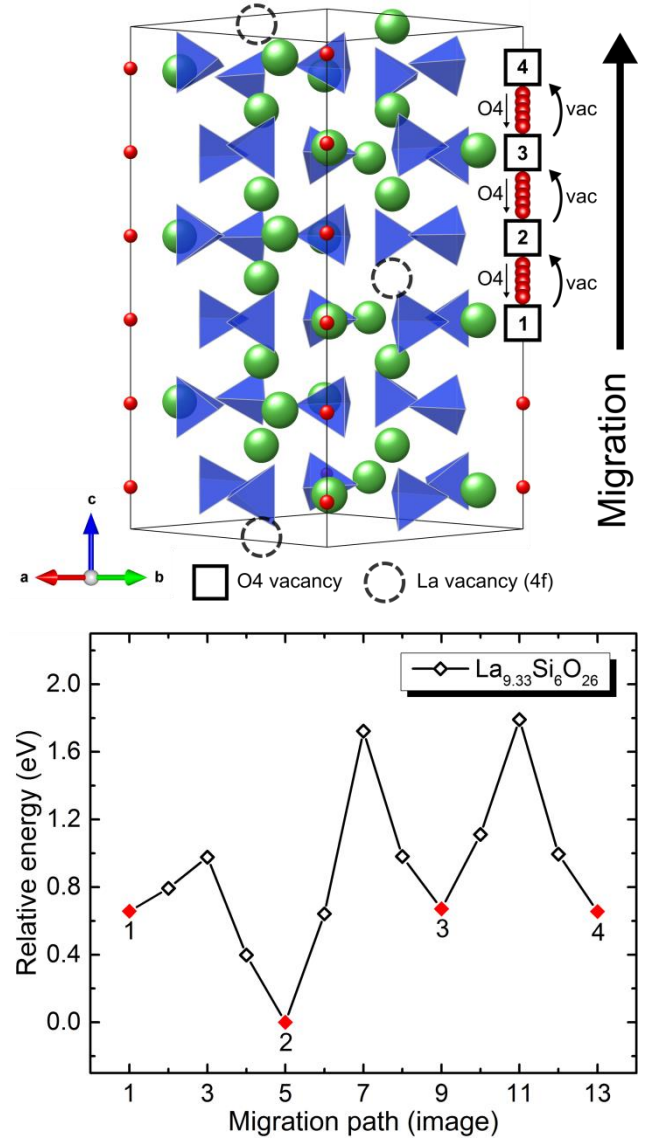 4
O4
vac
3
O4
vac
2
O4
vac
1
Migration
c
a
b
O4 vacancy
La vacancy (4f)
La9.33Si6O26
Relative energy (eV)
2.0
1.6
1.2
0.8
0.4
0.0
1
2
3
4
1 3 5 7 9 11 13
Migration path (image)